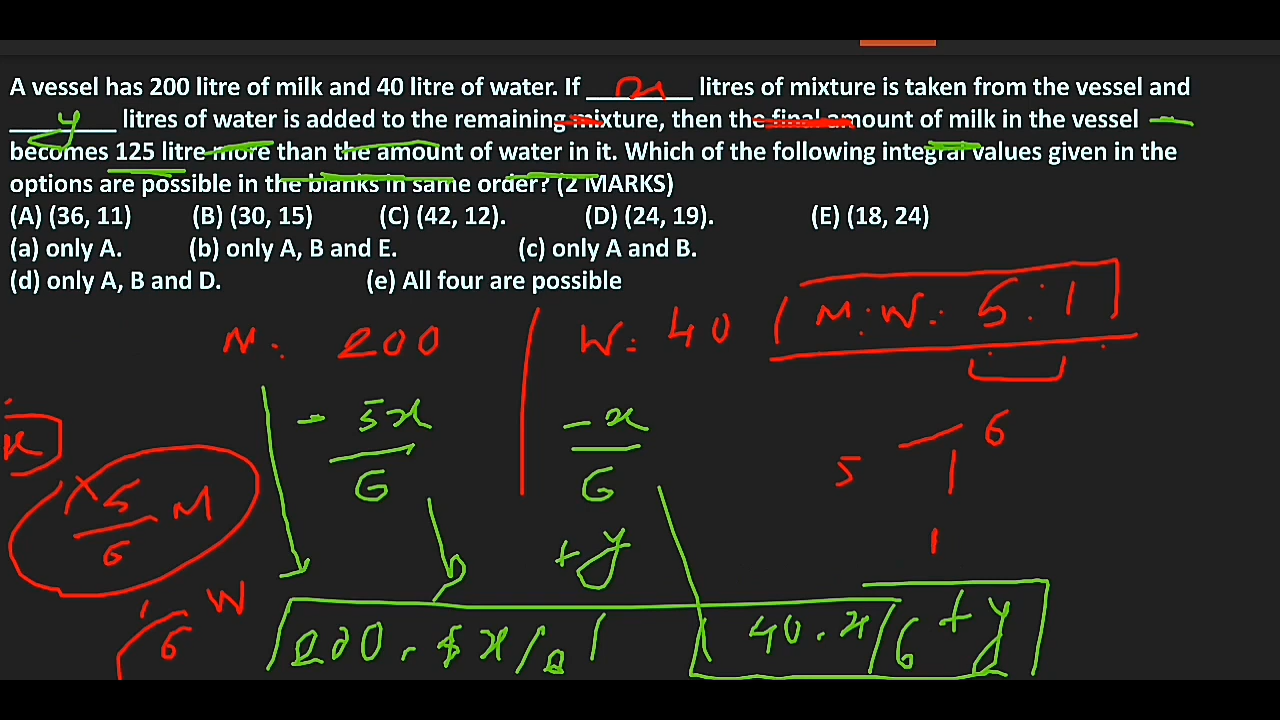 A vessel has 200 litre of milk and 40 litre of water. If x litres of mixture is taken from the vessel and
y litres of water is added to the remaining mixture, then the final amount of milk in the vessel
becomes 125 litre more than the amount of water in it. Which of the following integral values given in the
options are possible in the blanks in same order? (2 MARKS)
(A) (36, 11) (B) (30, 15) (C) (42, 12). (D) (24, 19). (E) (18, 24)
(a) only A. (b) only A, B and E. (c) only A and B.
(d) only A, B and D. (e) All four are possible
M: 200 W: 40 M:W: 5:1
- 5x/6 - x/6 5 1 6
x 5/6 M + y 1
1/6 W
200 - 5x/6 40 - x/6 + y